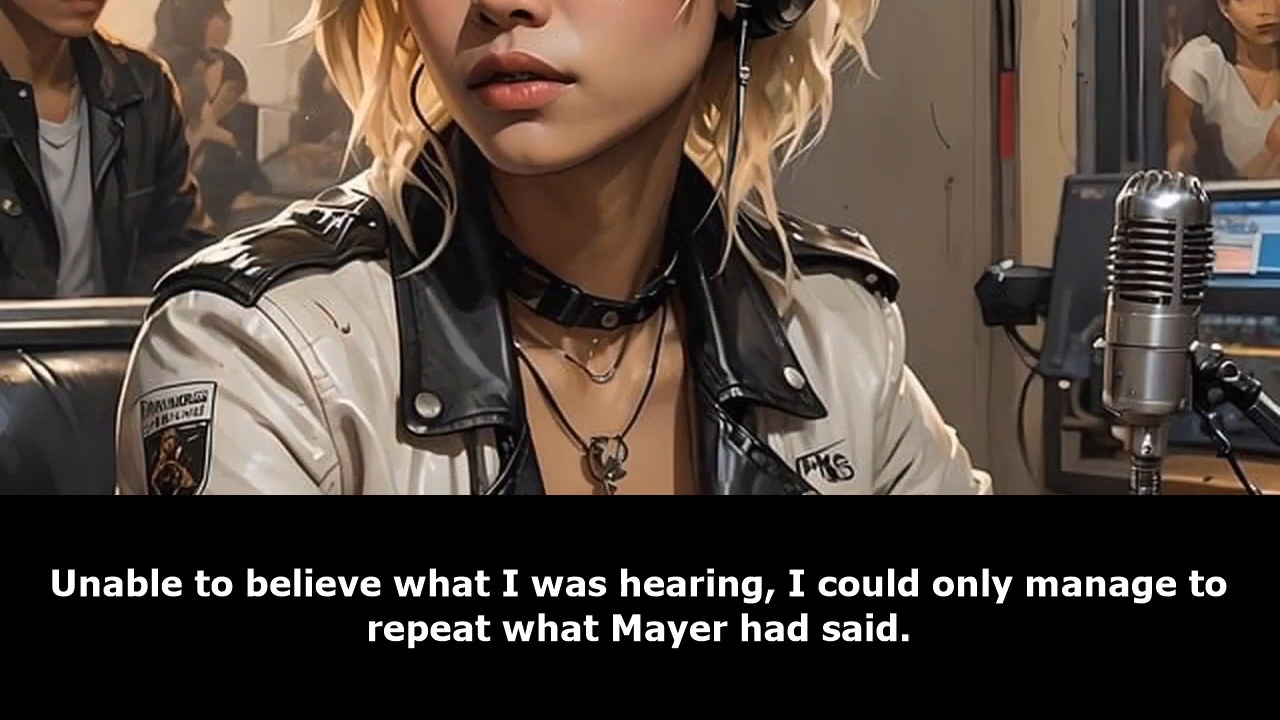 Unable to believe what I was hearing, I could only manage to
repeat what Mayer had said.